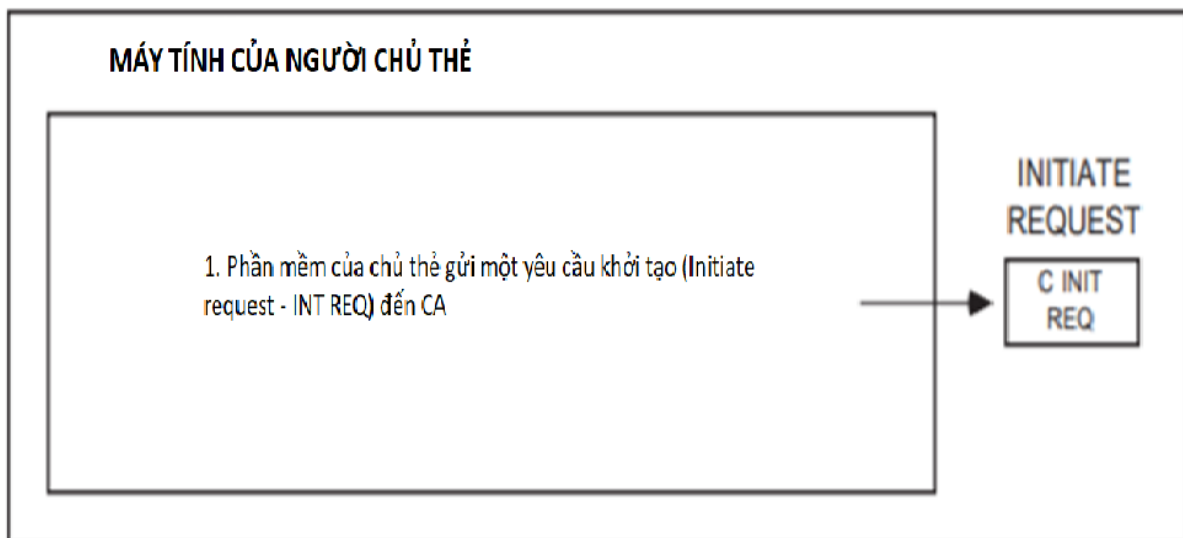 MÁY TÍNH CỦA NGƯỜI CHỦ THẺ
1. Phần mềm của chủ thẻ gửi một yêu cầu khởi tạo (Initiate
request - INT REQ) đến CA
INITIATE
REQUEST
C INIT
REQ